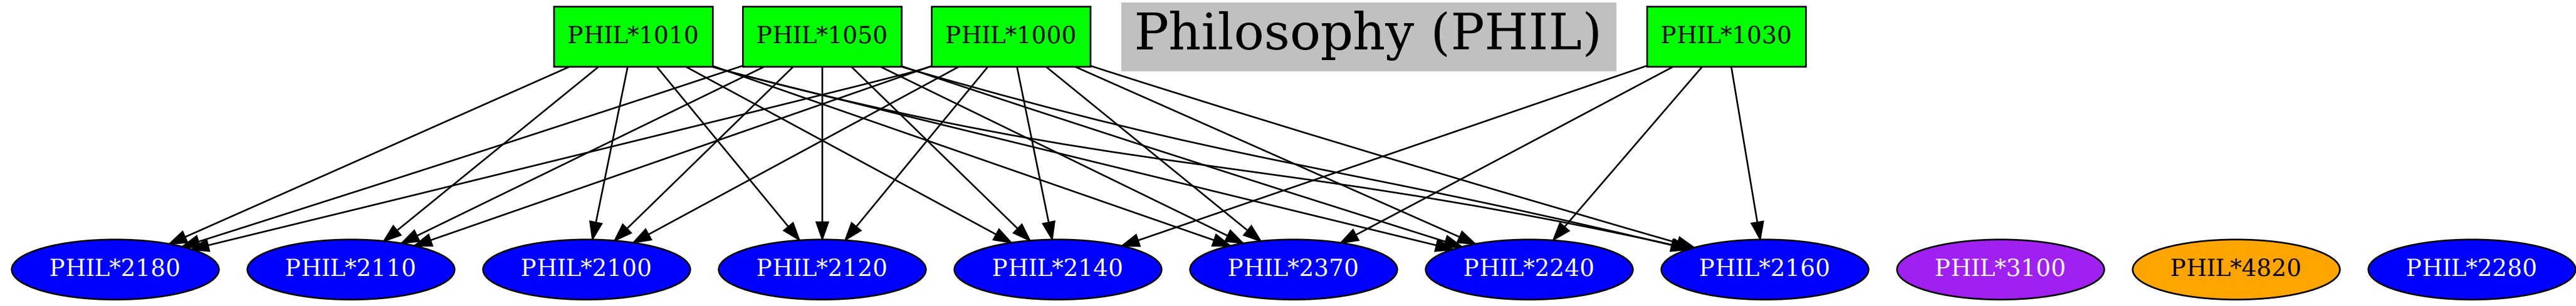 PHIL*1010
PHIL*1050
PHIL*1000
Philosophy (PHIL)
PHIL*1030
PHIL*2180
PHIL*2110
PHIL*2100
PHIL*2120
PHIL*2140
PHIL*2370
PHIL*2240
PHIL*2160
PHIL*3100
PHIL*4820
PHIL*2280